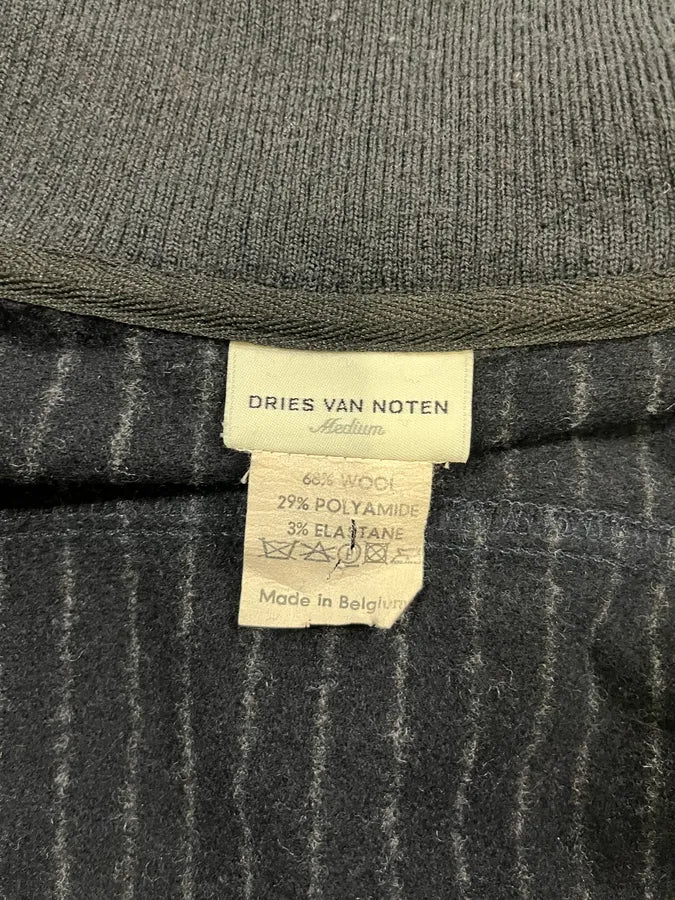 DRIES VAN NOTEN
Medium
68% WOOL
29% POLYAMIDE
3% ELASTANE
Made in Belgium